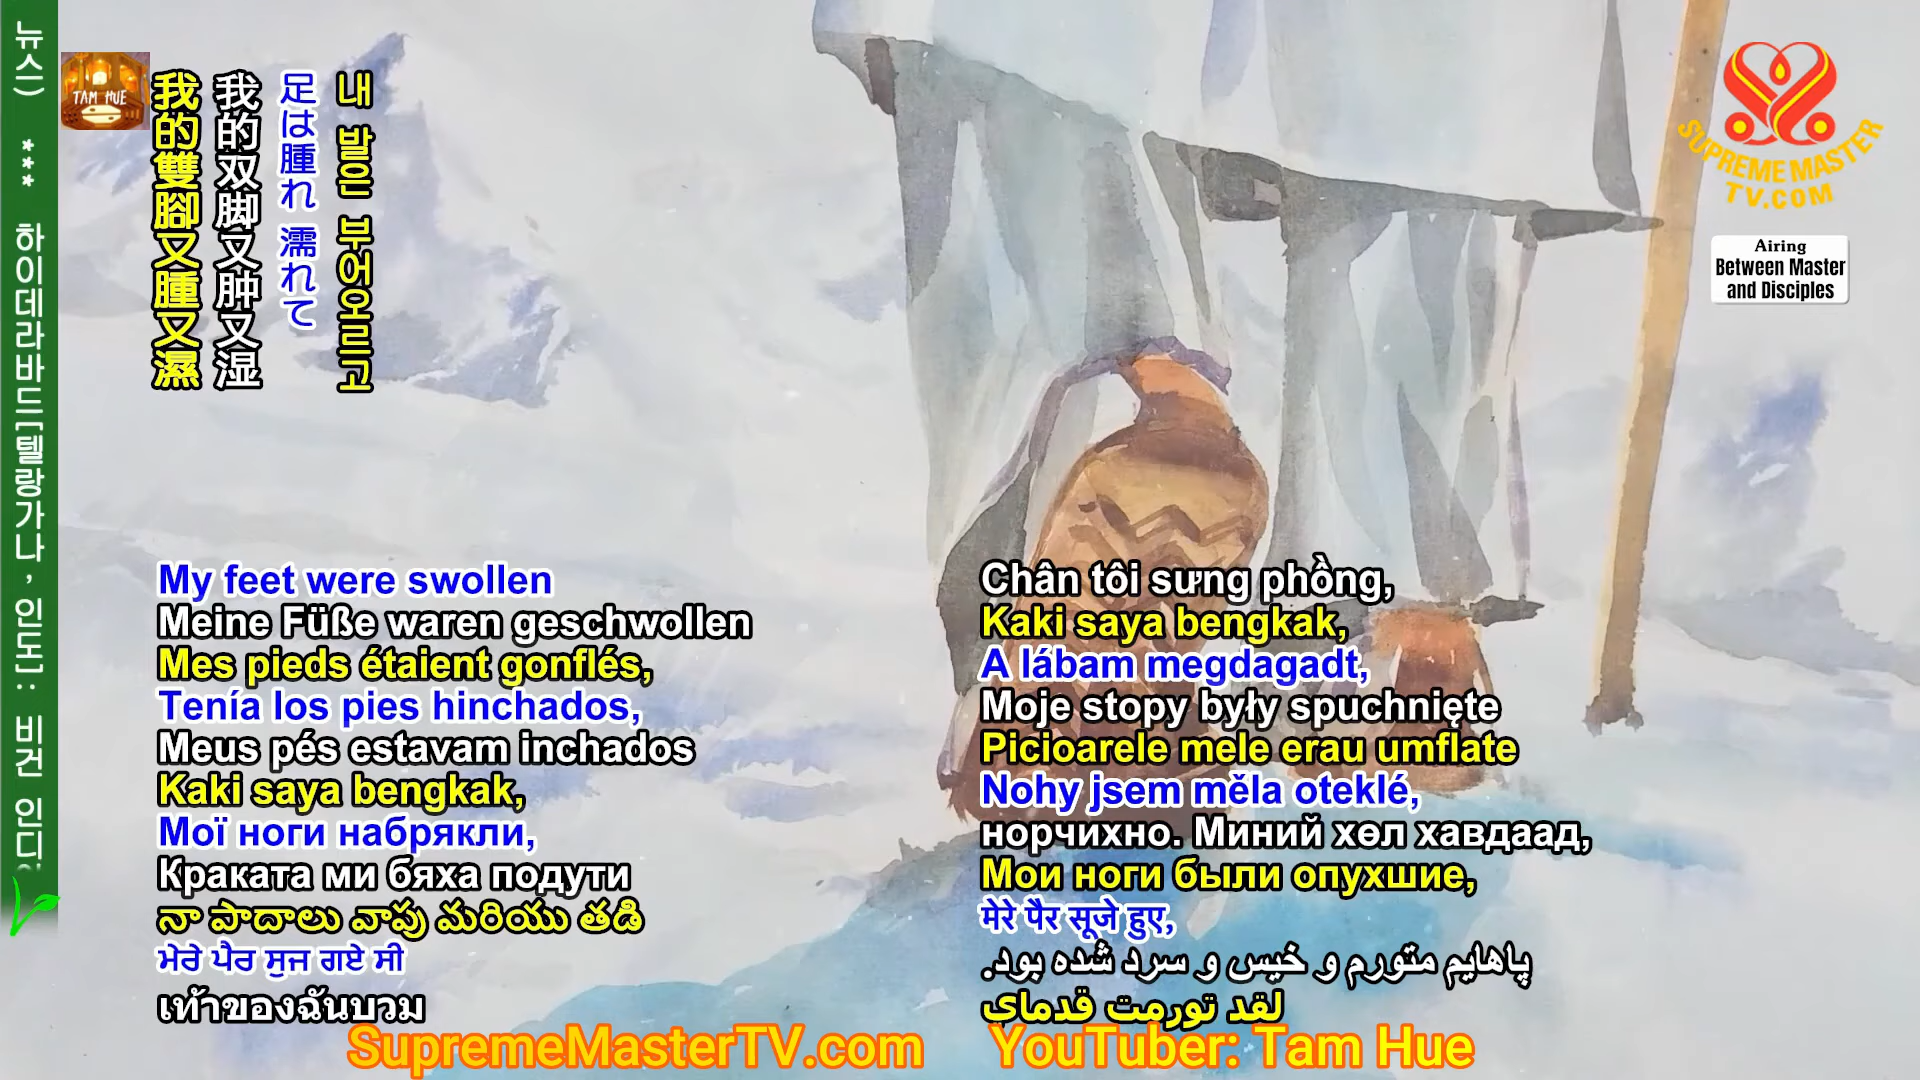 뉴스) *** 하이데라바드[텔랑가나, 인도]: 비건 인디
TAM HUE
我的雙腳又腫又濕
我的双脚又肿又湿
足は腫れ 濡れて
내 발은 부어오르고
SUPREME MASTER
TV.COM
Airing
Between Master
and Disciples
My feet were swollen
Meine Füße waren geschwollen
Mes pieds étaient gonflés,
Tenía los pies hinchados,
Meus pés estavam inchados
Kaki saya bengkak,
Мої ноги набрякли,
Краката ми бяха подути
నా పాదాలు వాపు మరియు తడి
ਮੇਰੇ ਪੈਰ ਸੁਜ ਗਏ ਸੀ
เท้าของฉันบวม
Chân tôi sưng phồng,
Kaki saya bengkak,
A lábam megdagadt,
Moje stopy były spuchnięte
Picioarele mele erau umflate
Nohy jsem měla oteklé,
норчихно. Миний хөл хавдаад,
Мои ноги были опухшие,
मेरे पैर सूजे हुए,
پاهایم متورم و خیس و سرد شده بود.
لقد تورمت قدماي
SupremeMasterTV.com YouTuber: Tam Hue